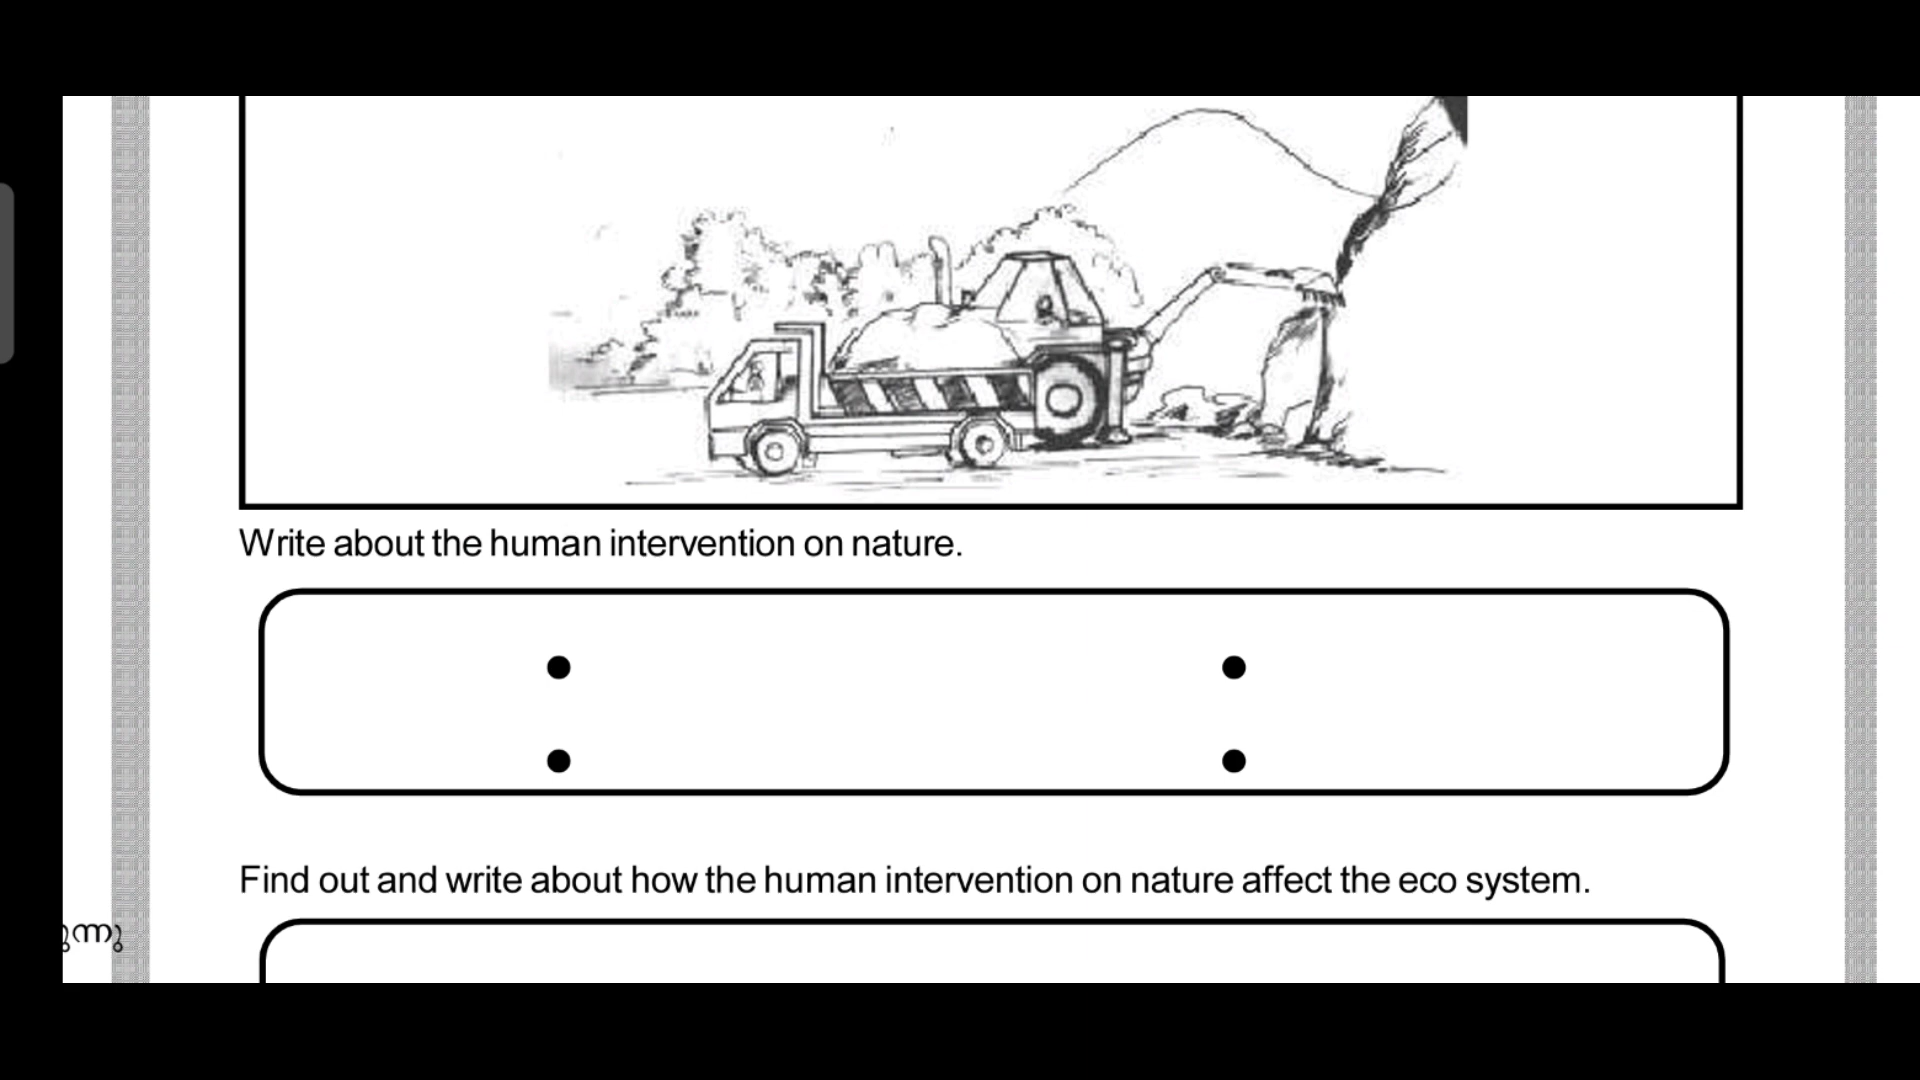 Write about the human intervention on nature.
Find out and write about how the human intervention on nature affect the eco system.